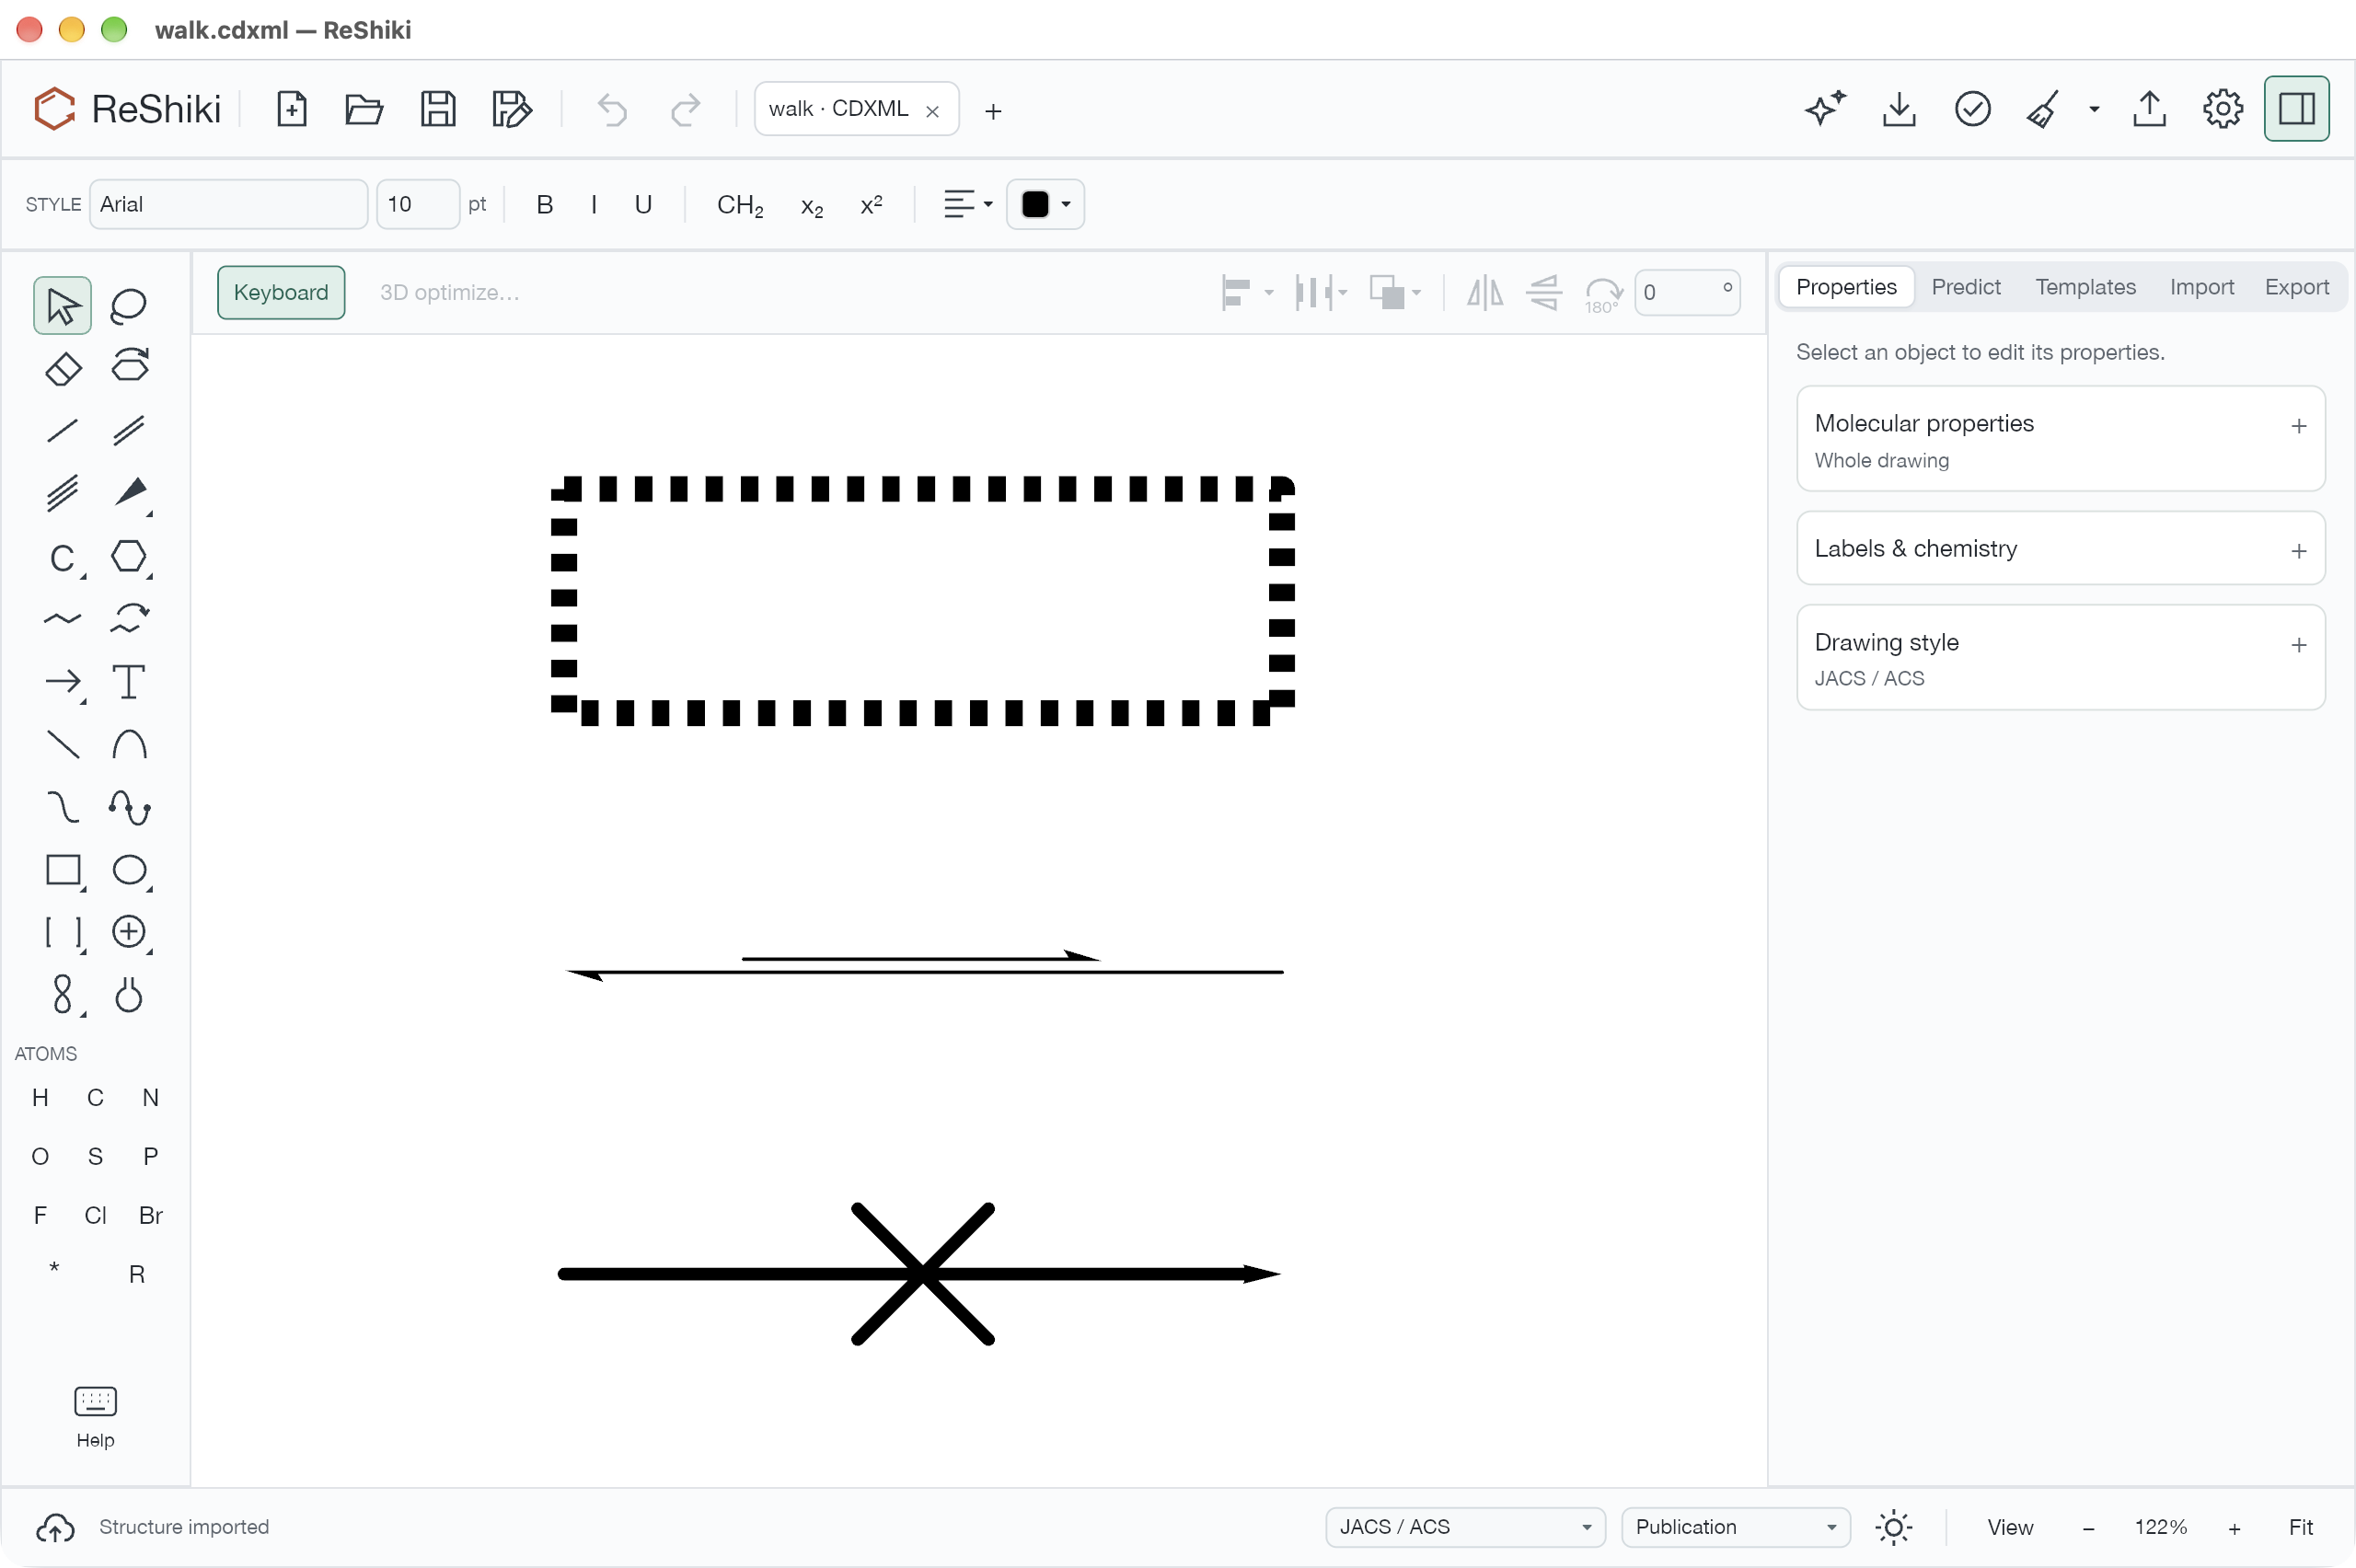 walk.cdxml — ReShiki
ReShiki
walk · CDXML
STYLE Arial 10 pt B I U CH₂ x₂ x²
Keyboard 3D optimize... 180° 0 °
Properties Predict Templates Import Export
Select an object to edit its properties.
Molecular properties
Whole drawing
Labels & chemistry
Drawing style
JACS / ACS
C
T
ATOMS
H C N
O S P
F Cl Br
* R
Help
Structure imported JACS / ACS Publication View − 122% + Fit